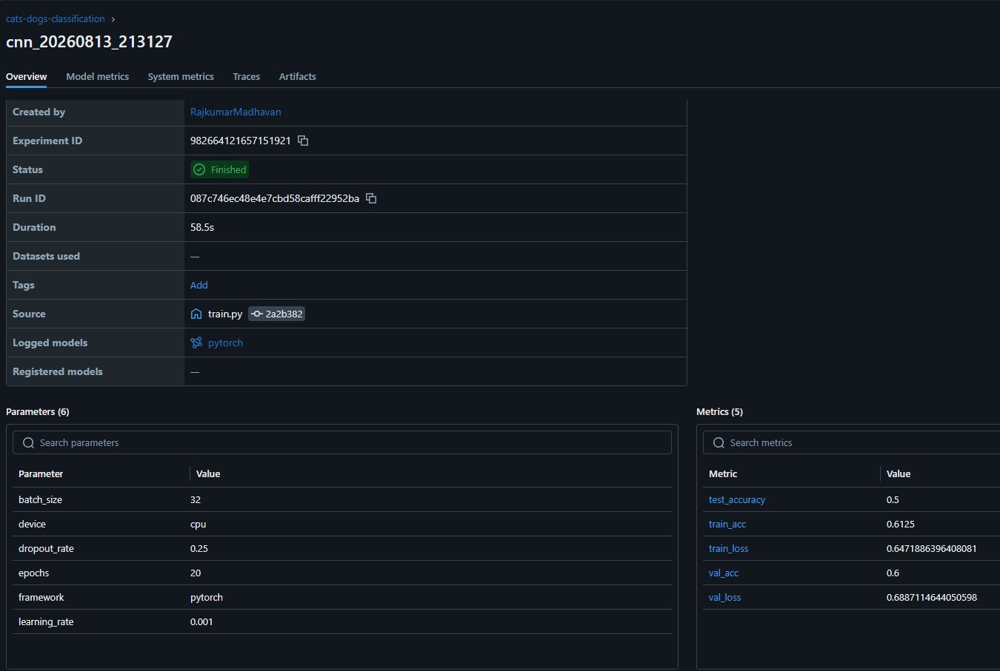 cats-dogs-classification ›
cnn_20260813_213127
Overview Model metrics System metrics Traces Artifacts
Created by RajkumarMadhavan
Experiment ID 982664121657151921
Status Finished
Run ID 087c746ec48e4e7cbd58cafff22952ba
Duration 58.5s
Datasets used —
Tags Add
Source train.py 2a2b382
Logged models pytorch
Registered models —
Parameters (6)
Search parameters
Parameter Value
batch_size 32
device cpu
dropout_rate 0.25
epochs 20
framework pytorch
learning_rate 0.001
Metrics (5)
Search metrics
Metric Value
test_accuracy 0.5
train_acc 0.6125
train_loss 0.6471886396408081
val_acc 0.6
val_loss 0.6887114644050598